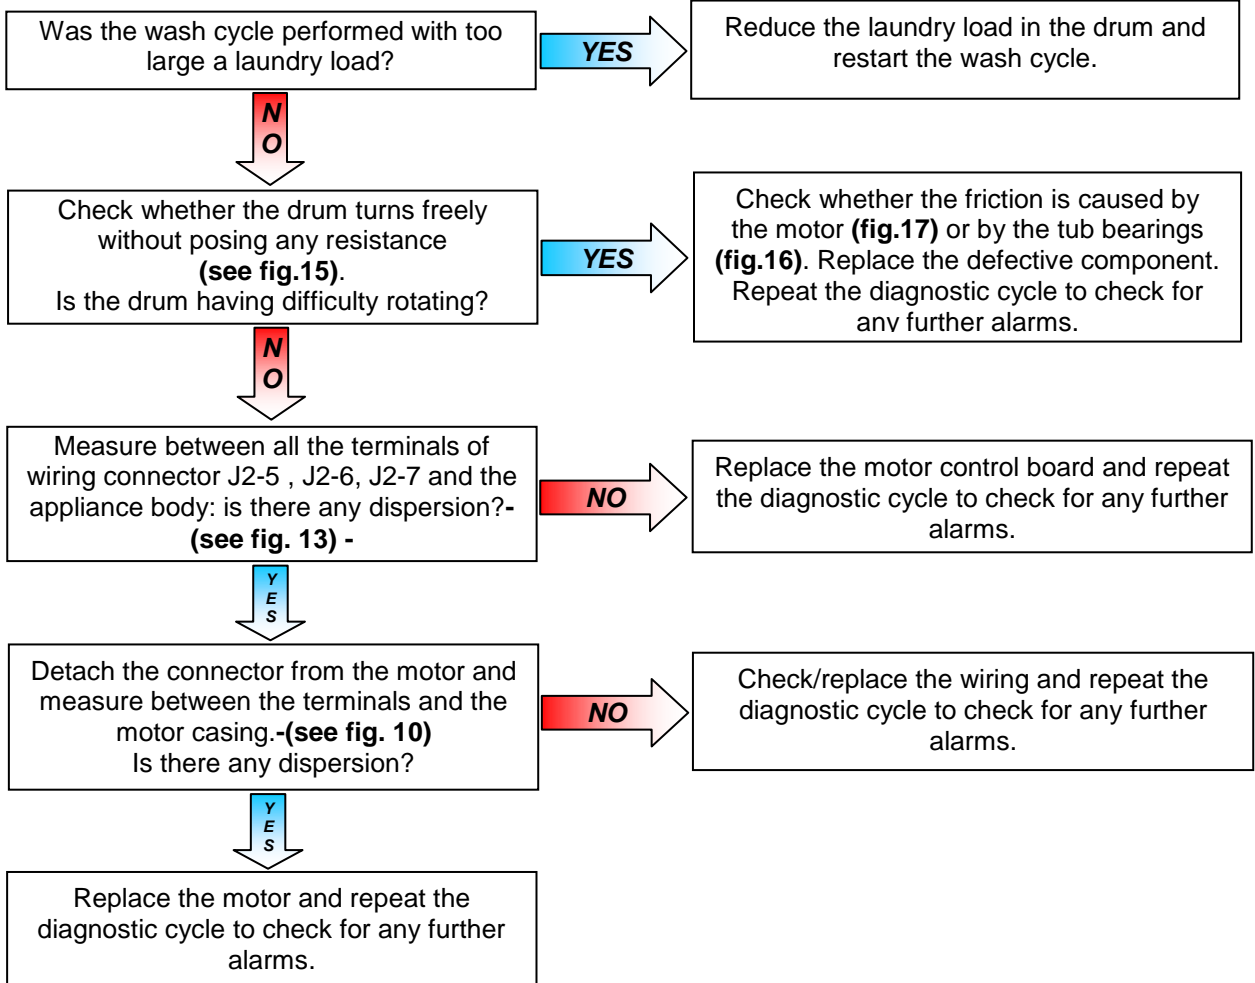 Was the wash cycle performed with too
large a laundry load?
YES
Reduce the laundry load in the drum and
restart the wash cycle.
N
O
Check whether the drum turns freely
without posing any resistance
(see fig.15).
Is the drum having difficulty rotating?
YES
Check whether the friction is caused by
the motor (fig.17) or by the tub bearings
(fig.16). Replace the defective component.
Repeat the diagnostic cycle to check for
any further alarms.
N
O
Measure between all the terminals of
wiring connector J2-5 , J2-6, J2-7 and the
appliance body: is there any dispersion?-
(see fig. 13) -
NO
Replace the motor control board and repeat
the diagnostic cycle to check for any further
alarms.
Y
E
S
Detach the connector from the motor and
measure between the terminals and the
motor casing.-(see fig. 10)
Is there any dispersion?
NO
Check/replace the wiring and repeat the
diagnostic cycle to check for any further
alarms.
Y
E
S
Replace the motor and repeat the
diagnostic cycle to check for any further
alarms.